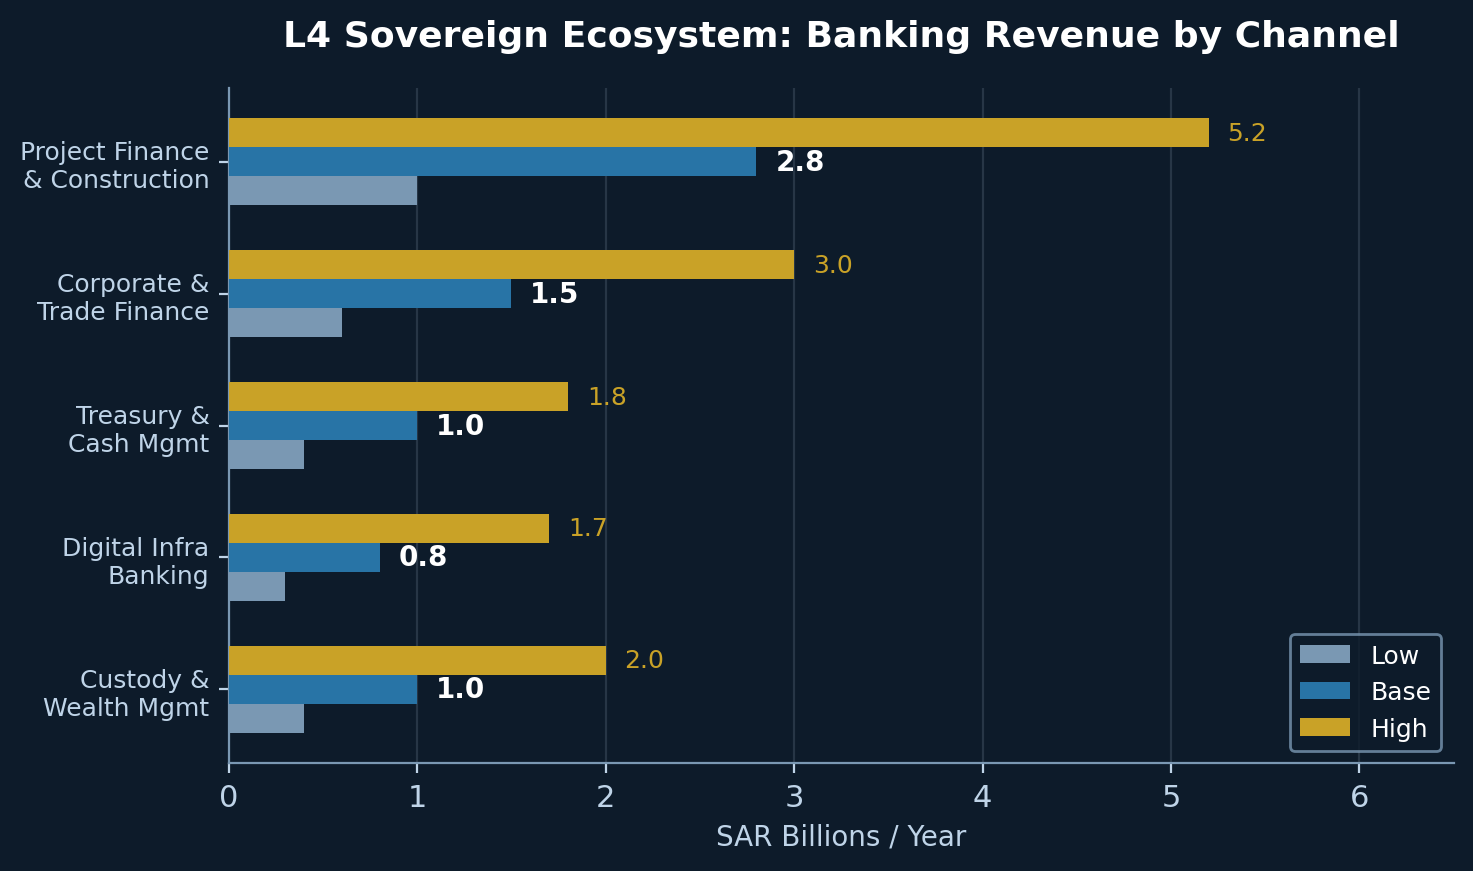 L4 Sovereign Ecosystem: Banking Revenue by Channel
Project Finance
& Construction
5.2
2.8
Corporate &
Trade Finance
3.0
1.5
Treasury &
Cash Mgmt
1.8
1.0
Digital Infra
Banking
1.7
0.8
Custody &
Wealth Mgmt
2.0
1.0
Low
Base
High
0 1 2 3 4 5 6
SAR Billions / Year